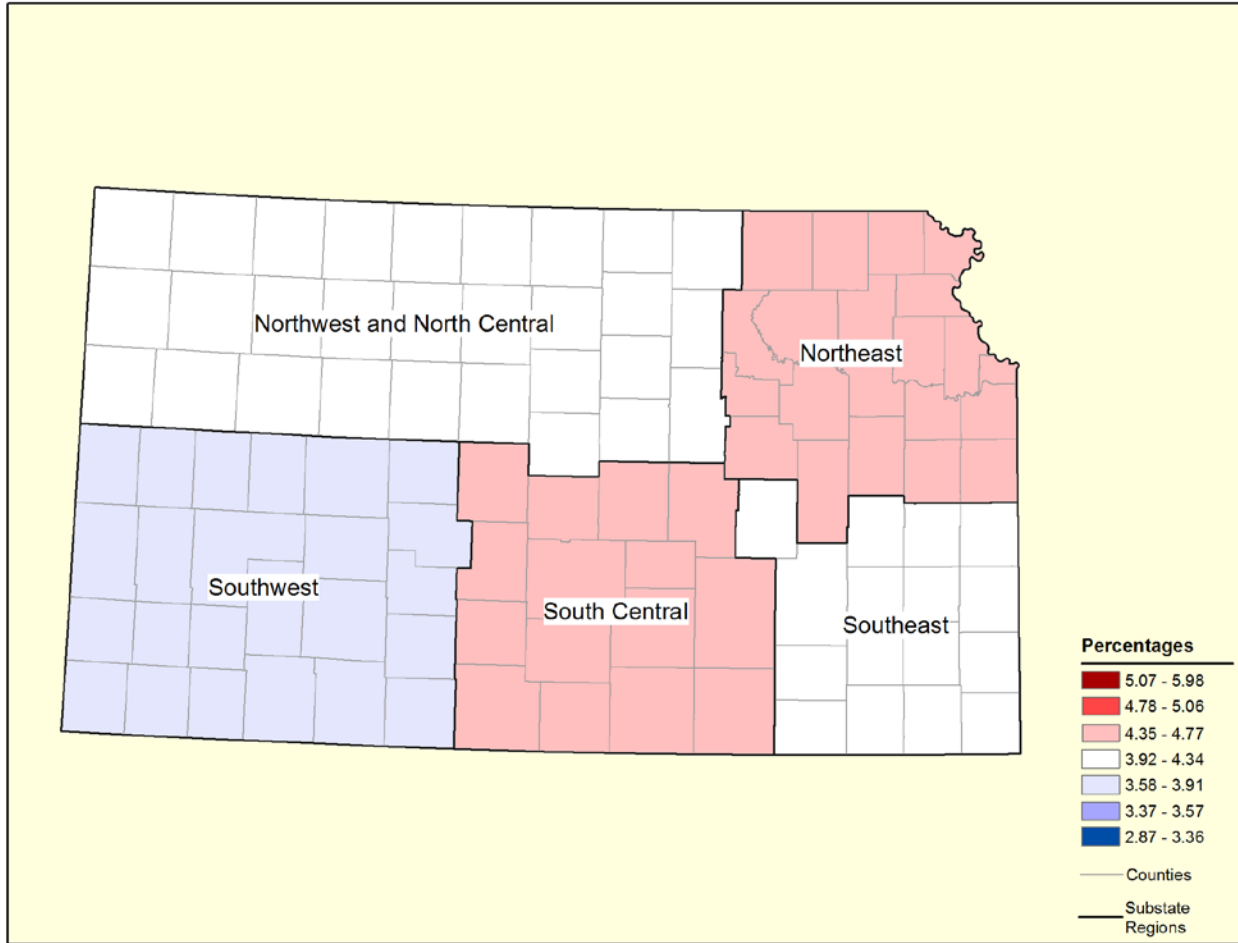 Northwest and North Central
Northeast
Southwest
South Central
Southeast
Percentages
5.07 - 5.98
4.78 - 5.06
4.35 - 4.77
3.92 - 4.34
3.58 - 3.91
3.37 - 3.57
2.87 - 3.36
Counties
Substate
Regions